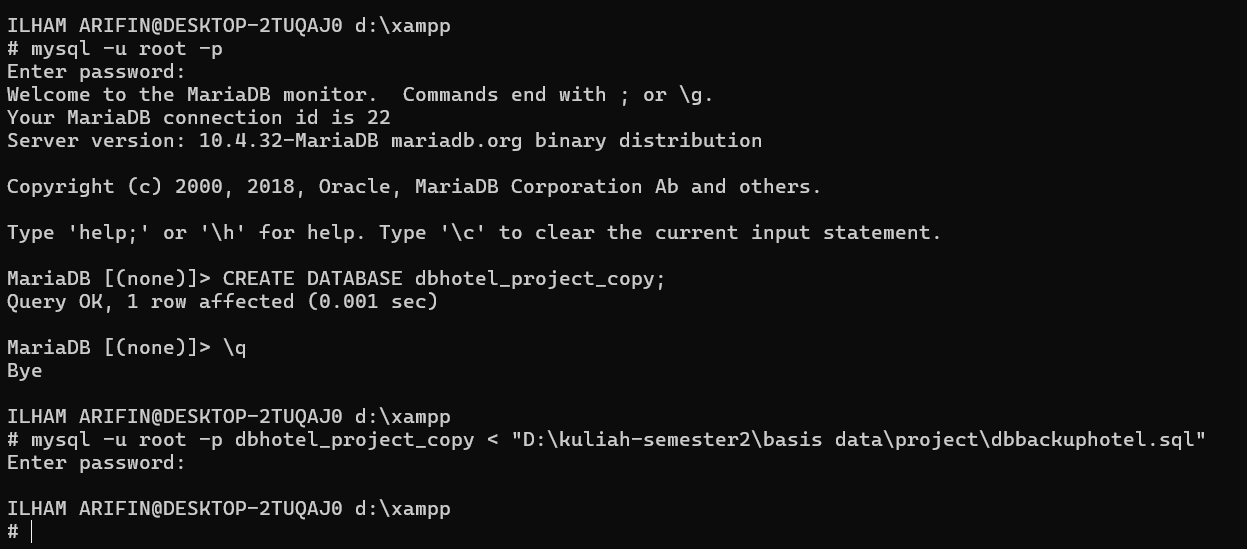 ILHAM ARIFIN@DESKTOP-2TUQAJ0 d:\xampp
# mysql -u root -p
Enter password:
Welcome to the MariaDB monitor.  Commands end with ; or \g.
Your MariaDB connection id is 22
Server version: 10.4.32-MariaDB mariadb.org binary distribution
Copyright (c) 2000, 2018, Oracle, MariaDB Corporation Ab and others.
Type 'help;' or '\h' for help. Type '\c' to clear the current input statement.
MariaDB [(none)]> CREATE DATABASE dbhotel_project_copy;
Query OK, 1 row affected (0.001 sec)
MariaDB [(none)]> \q
Bye
ILHAM ARIFIN@DESKTOP-2TUQAJ0 d:\xampp
# mysql -u root -p dbhotel_project_copy < "D:\kuliah-semester2\basis data\project\dbbackuphotel.sql"
Enter password:
ILHAM ARIFIN@DESKTOP-2TUQAJ0 d:\xampp
#